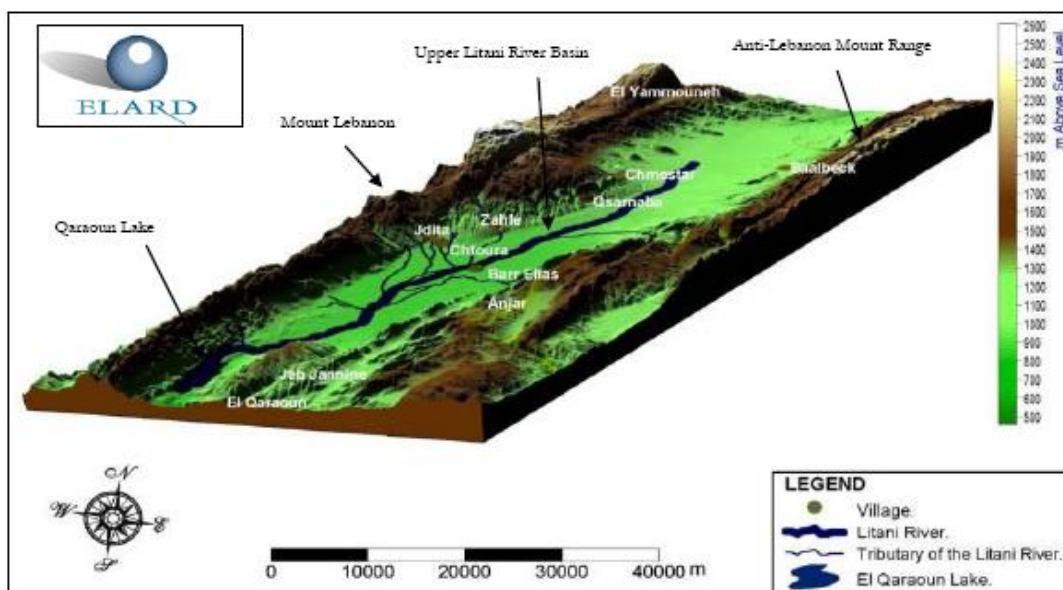 ELARD
Upper Litani River Basin
Anti-Lebanon Mount Range
Mount Lebanon
El Yammouneh
Baalbeck
Chmostar
Qsarnaba
Qaraoun Lake
Zahle
Jdita
Chtoura
Barr Elias
Anjar
Jeb Jannine
El Qaraoun
m Above Sea Level
2600
2500
2400
2300
2200
2100
2000
1900
1800
1700
1600
1500
1400
1300
1200
1100
1000
900
800
700
600
500
N
W
E
S
0 10000 20000 30000 40000 m
LEGEND
Village.
Litani River.
Tributary of the Litani River.
El Qaraoun Lake.